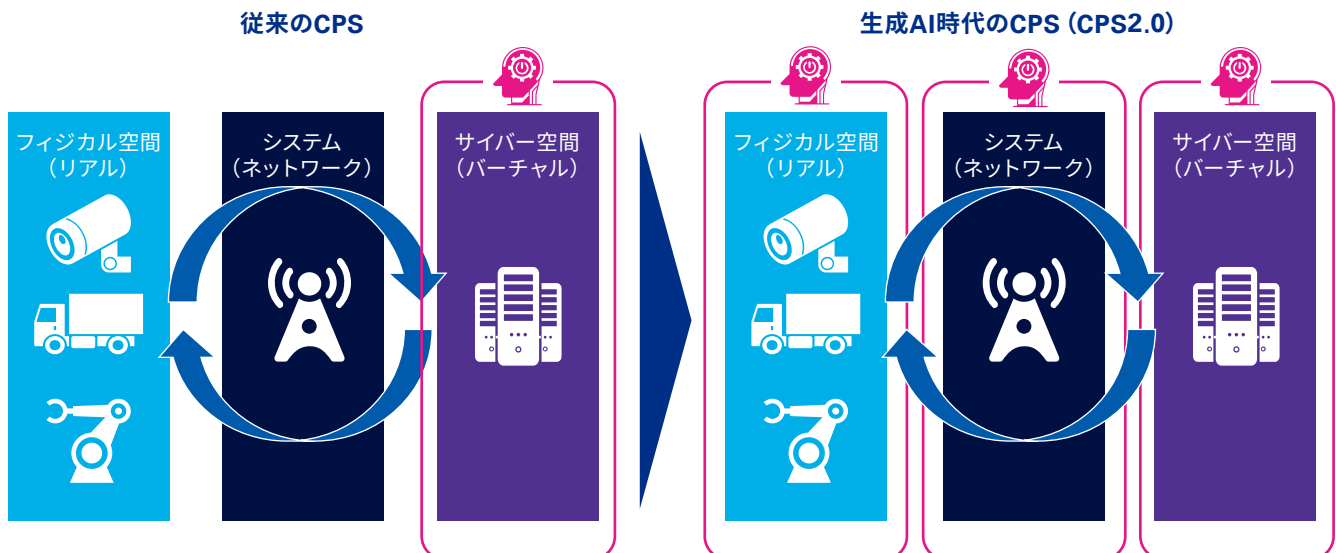 従来のCPS
フィジカル空間
（リアル）
システム
（ネットワーク）
サイバー空間
（バーチャル）
生成AI時代のCPS（CPS2.0）
フィジカル空間
（リアル）
システム
（ネットワーク）
サイバー空間
（バーチャル）